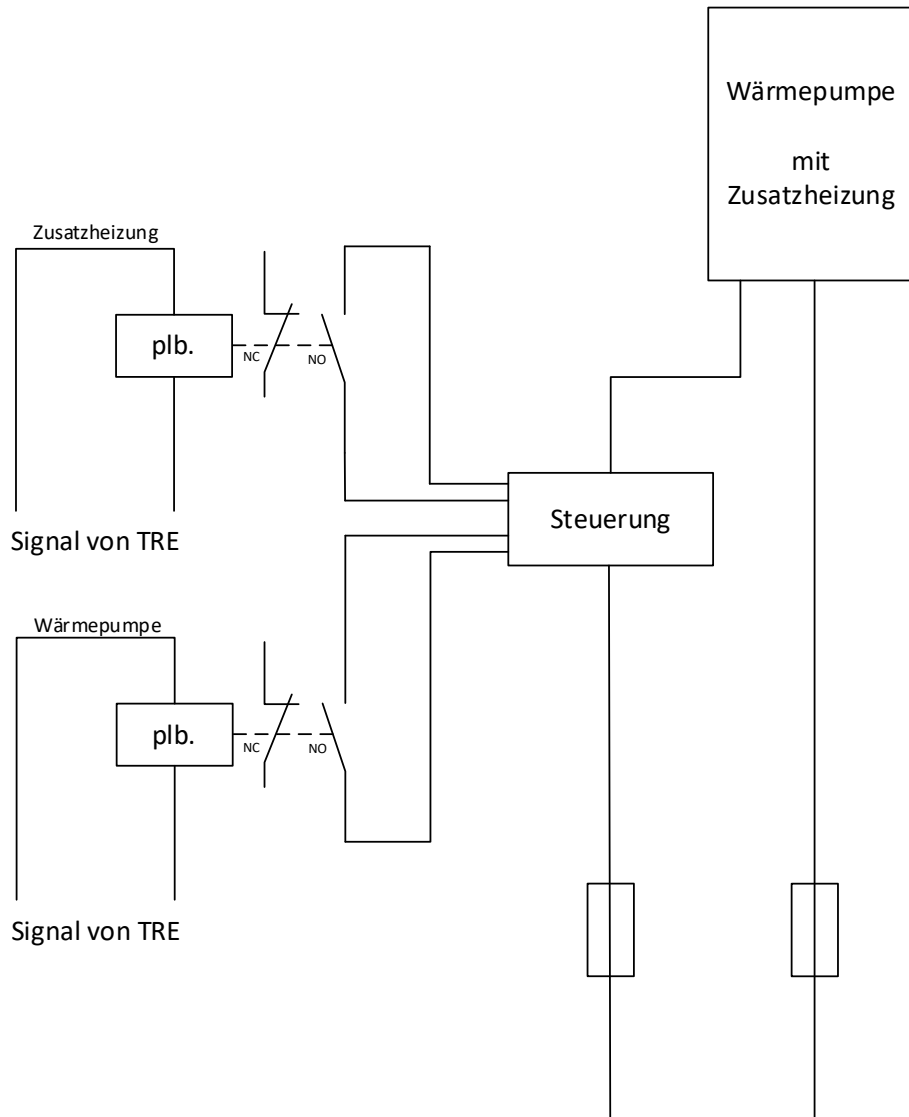 Wärmepumpe
mit
Zusatzheizung
Zusatzheizung
plb.
NC
NO
Signal von TRE
Steuerung
Wärmepumpe
plb.
NC
NO
Signal von TRE